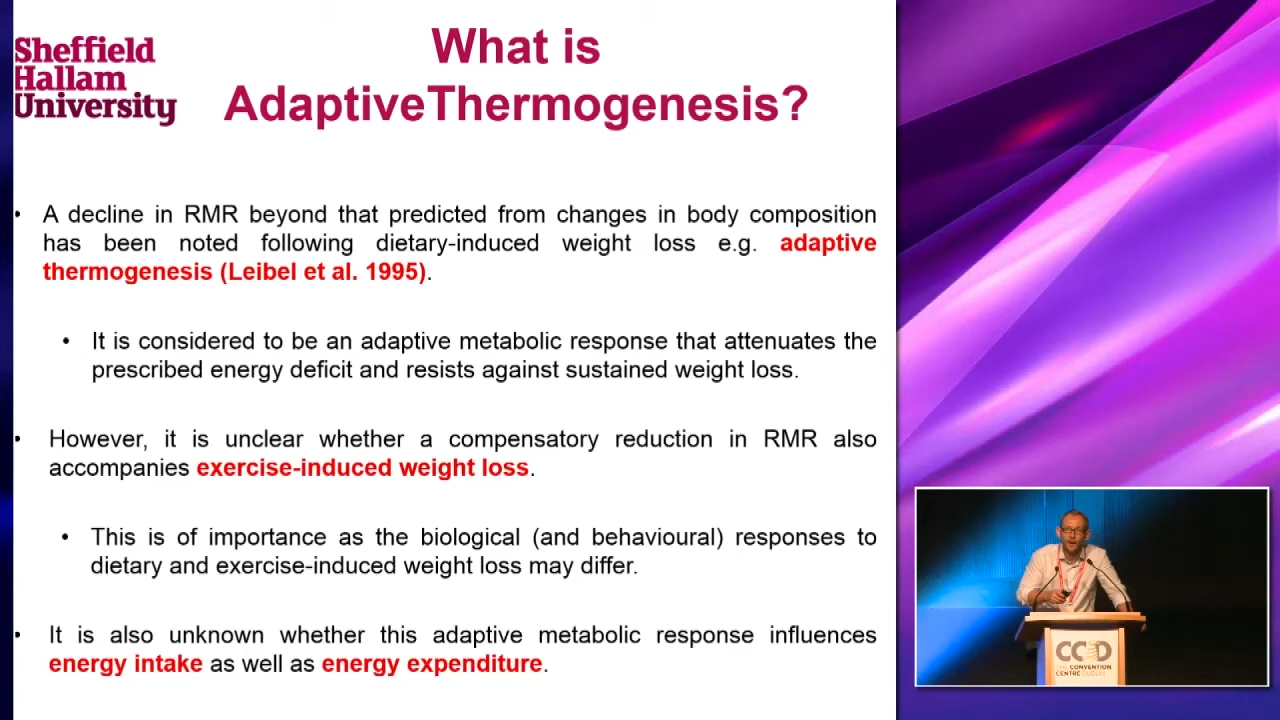 Sheffield
Hallam
University
What is
AdaptiveThermogenesis?
• A decline in RMR beyond that predicted from changes in body composition
has been noted following dietary-induced weight loss e.g. adaptive
thermogenesis (Leibel et al. 1995).
• It is considered to be an adaptive metabolic response that attenuates the
prescribed energy deficit and resists against sustained weight loss.
• However, it is unclear whether a compensatory reduction in RMR also
accompanies exercise-induced weight loss.
• This is of importance as the biological (and behavioural) responses to
dietary and exercise-induced weight loss may differ.
• It is also unknown whether this adaptive metabolic response influences
energy intake as well as energy expenditure.
CONVENTION
CENTRE